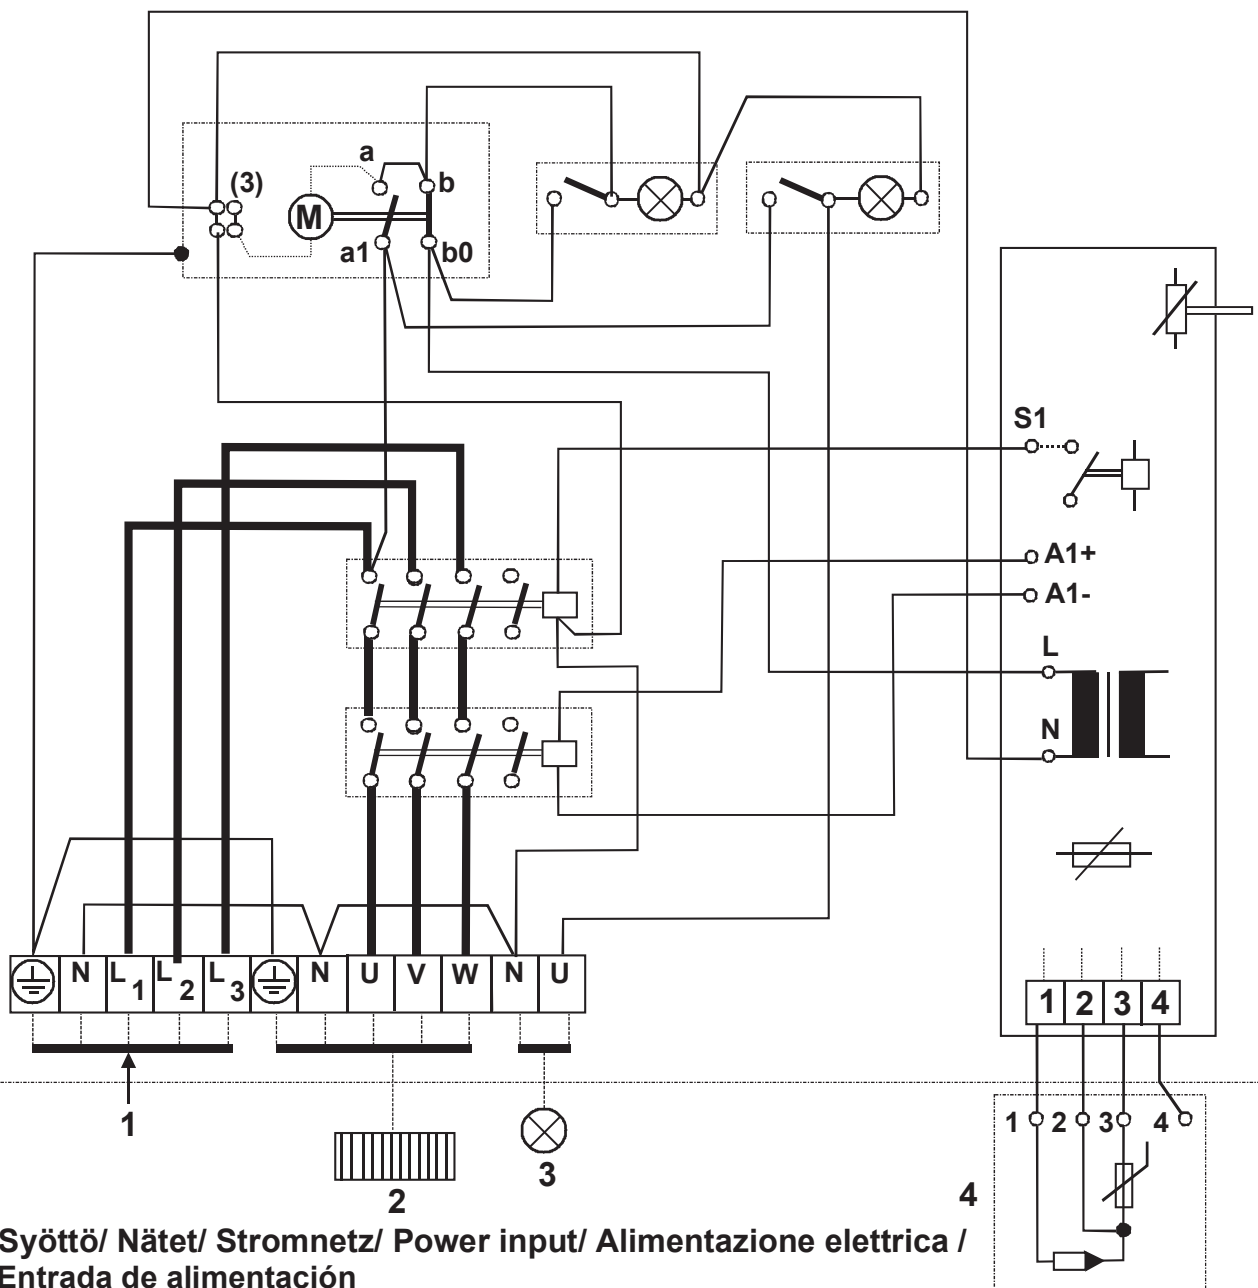 a
b
(3)
M
a1
b0
S1
A1+
A1-
L
N
N L1 L2 L3 N U V W N U
1 2 3 4
1
2
3
1 2 3 4
4
Syöttö/ Nätet/ Stromnetz/ Power input/ Alimentazione elettrica /
Entrada de alimentación